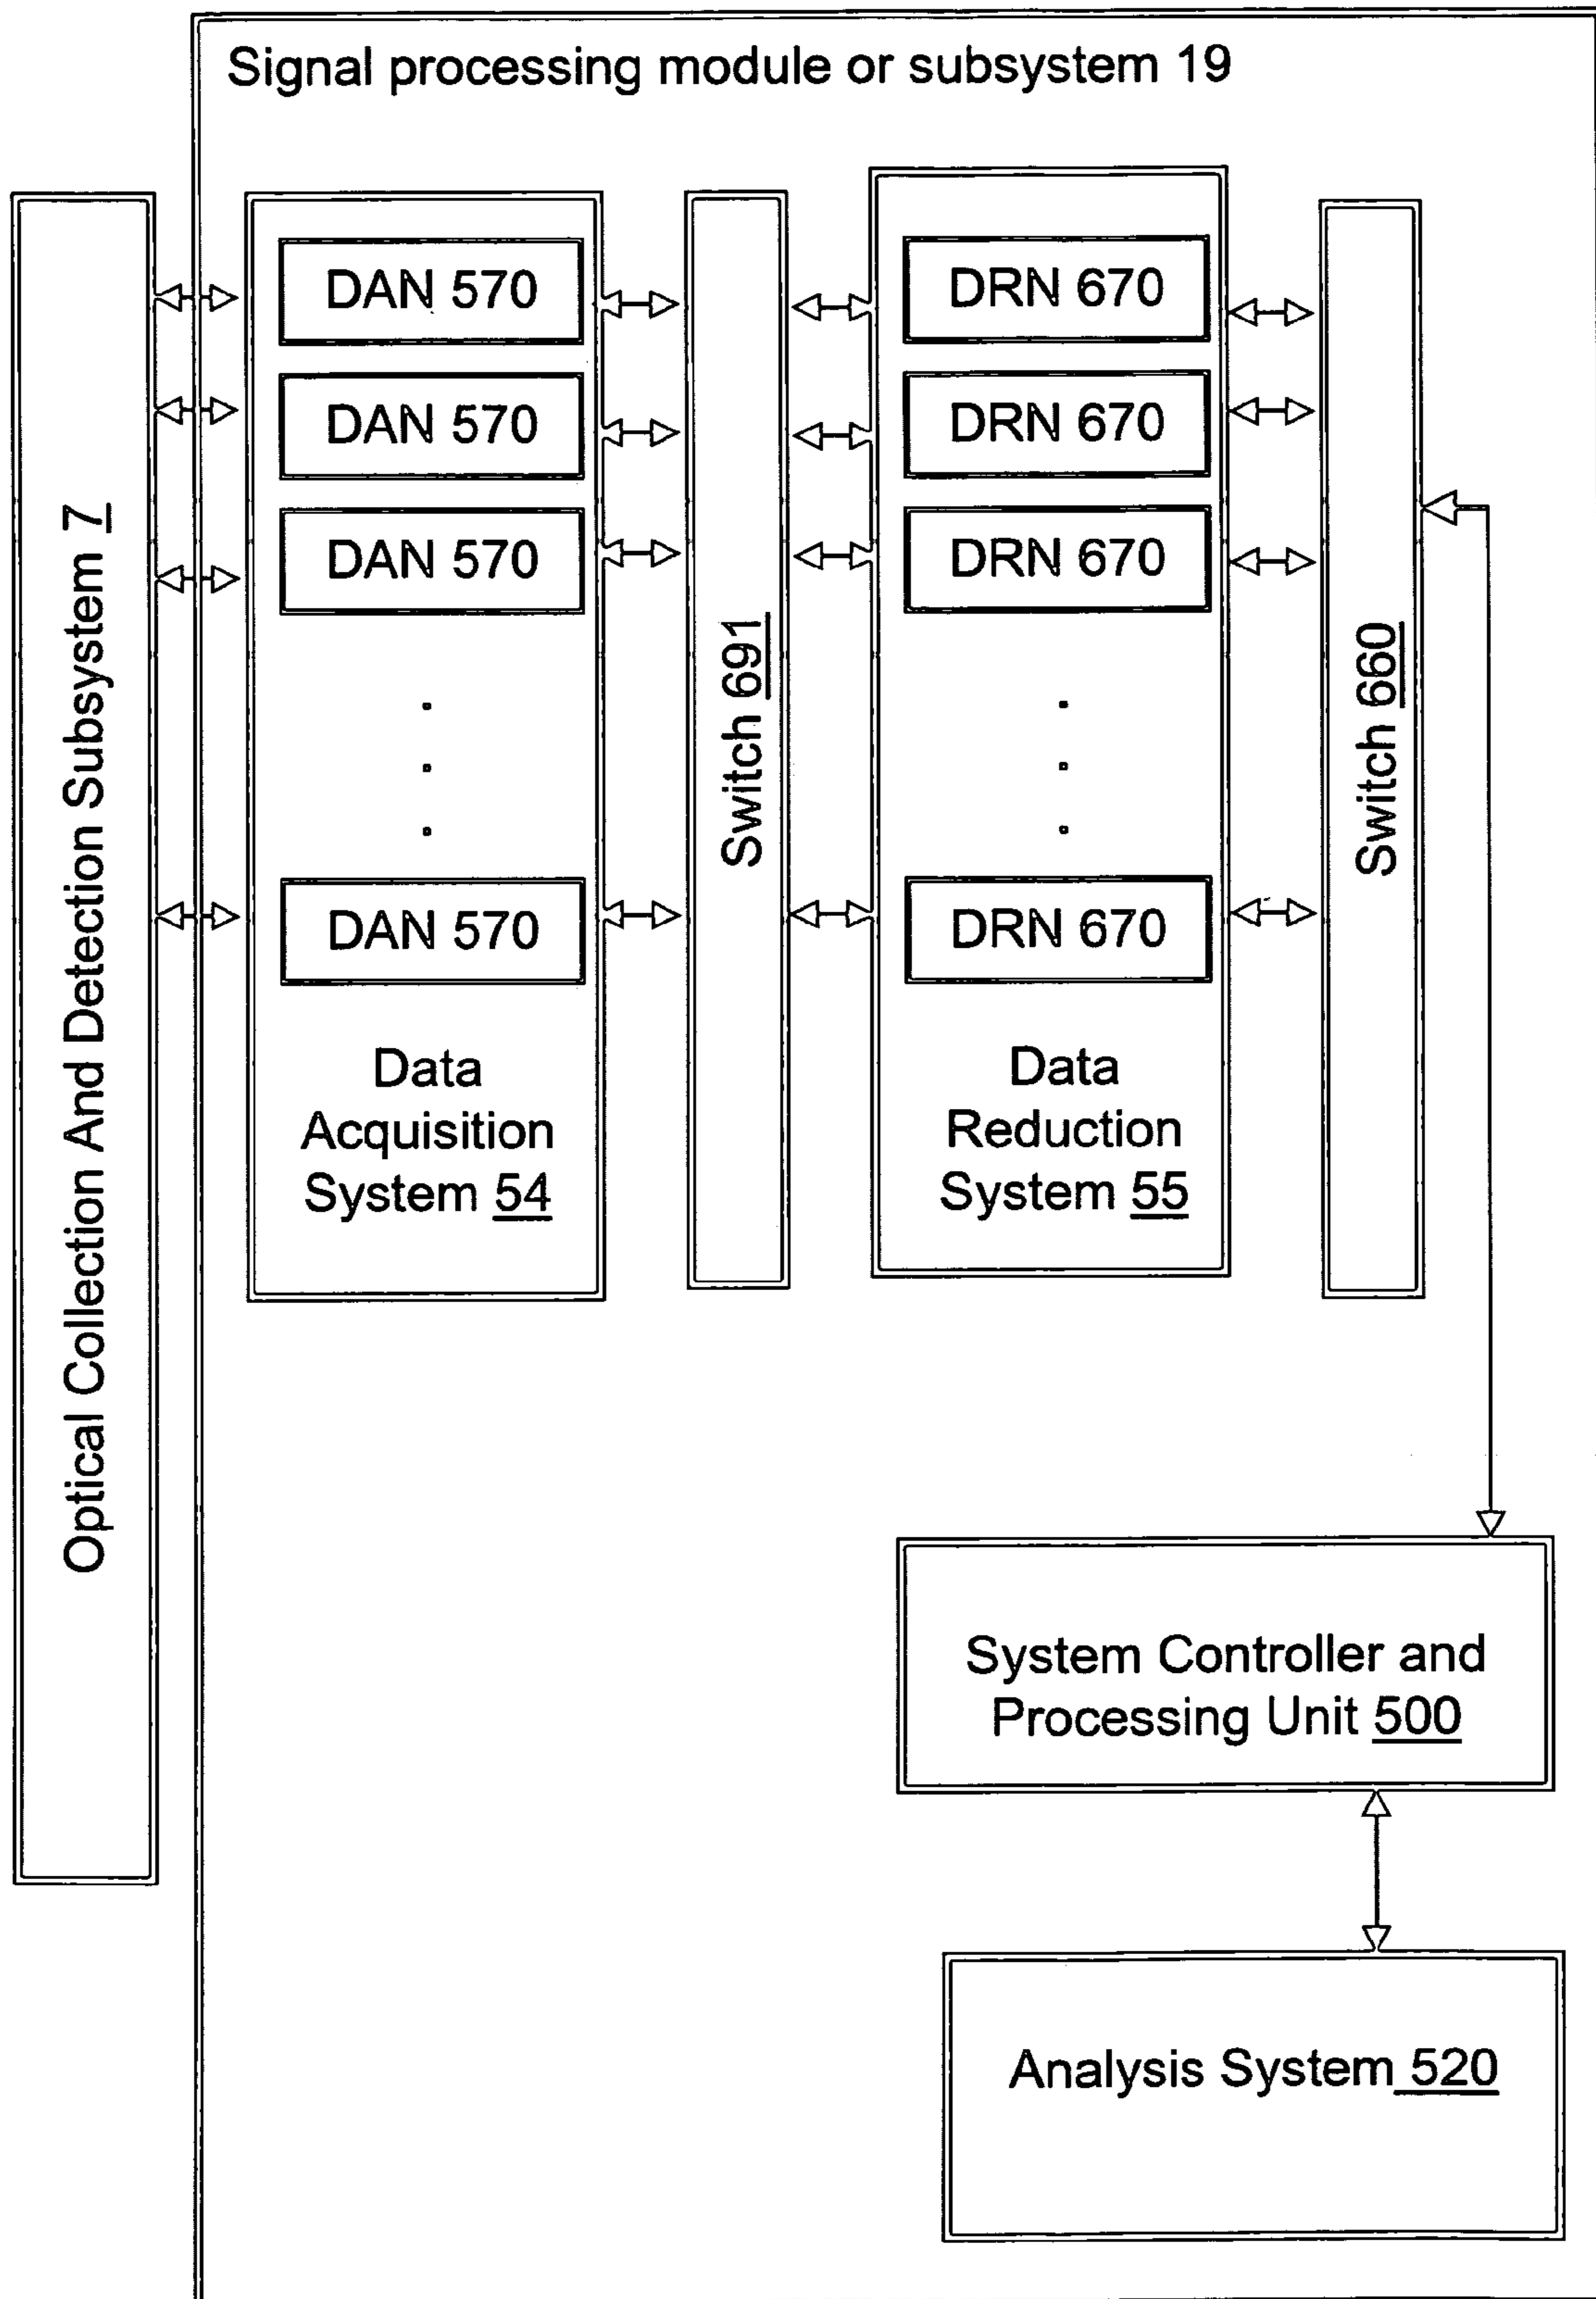 Signal processing module or subsystem 19
Optical Collection And Detection Subsystem 7
DAN 570
DAN 570
DAN 570
DAN 570
Data
Acquisition
System 54
Switch 691
DRN 670
DRN 670
DRN 670
DRN 670
Data
Reduction
System 55
Switch 660
System Controller and
Processing Unit 500
Analysis System 520